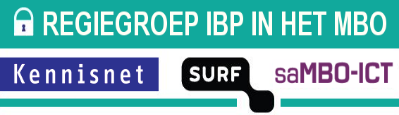 REGIEGROEP IBP IN HET MBO
Kennisnet SURF saMBO-ICT